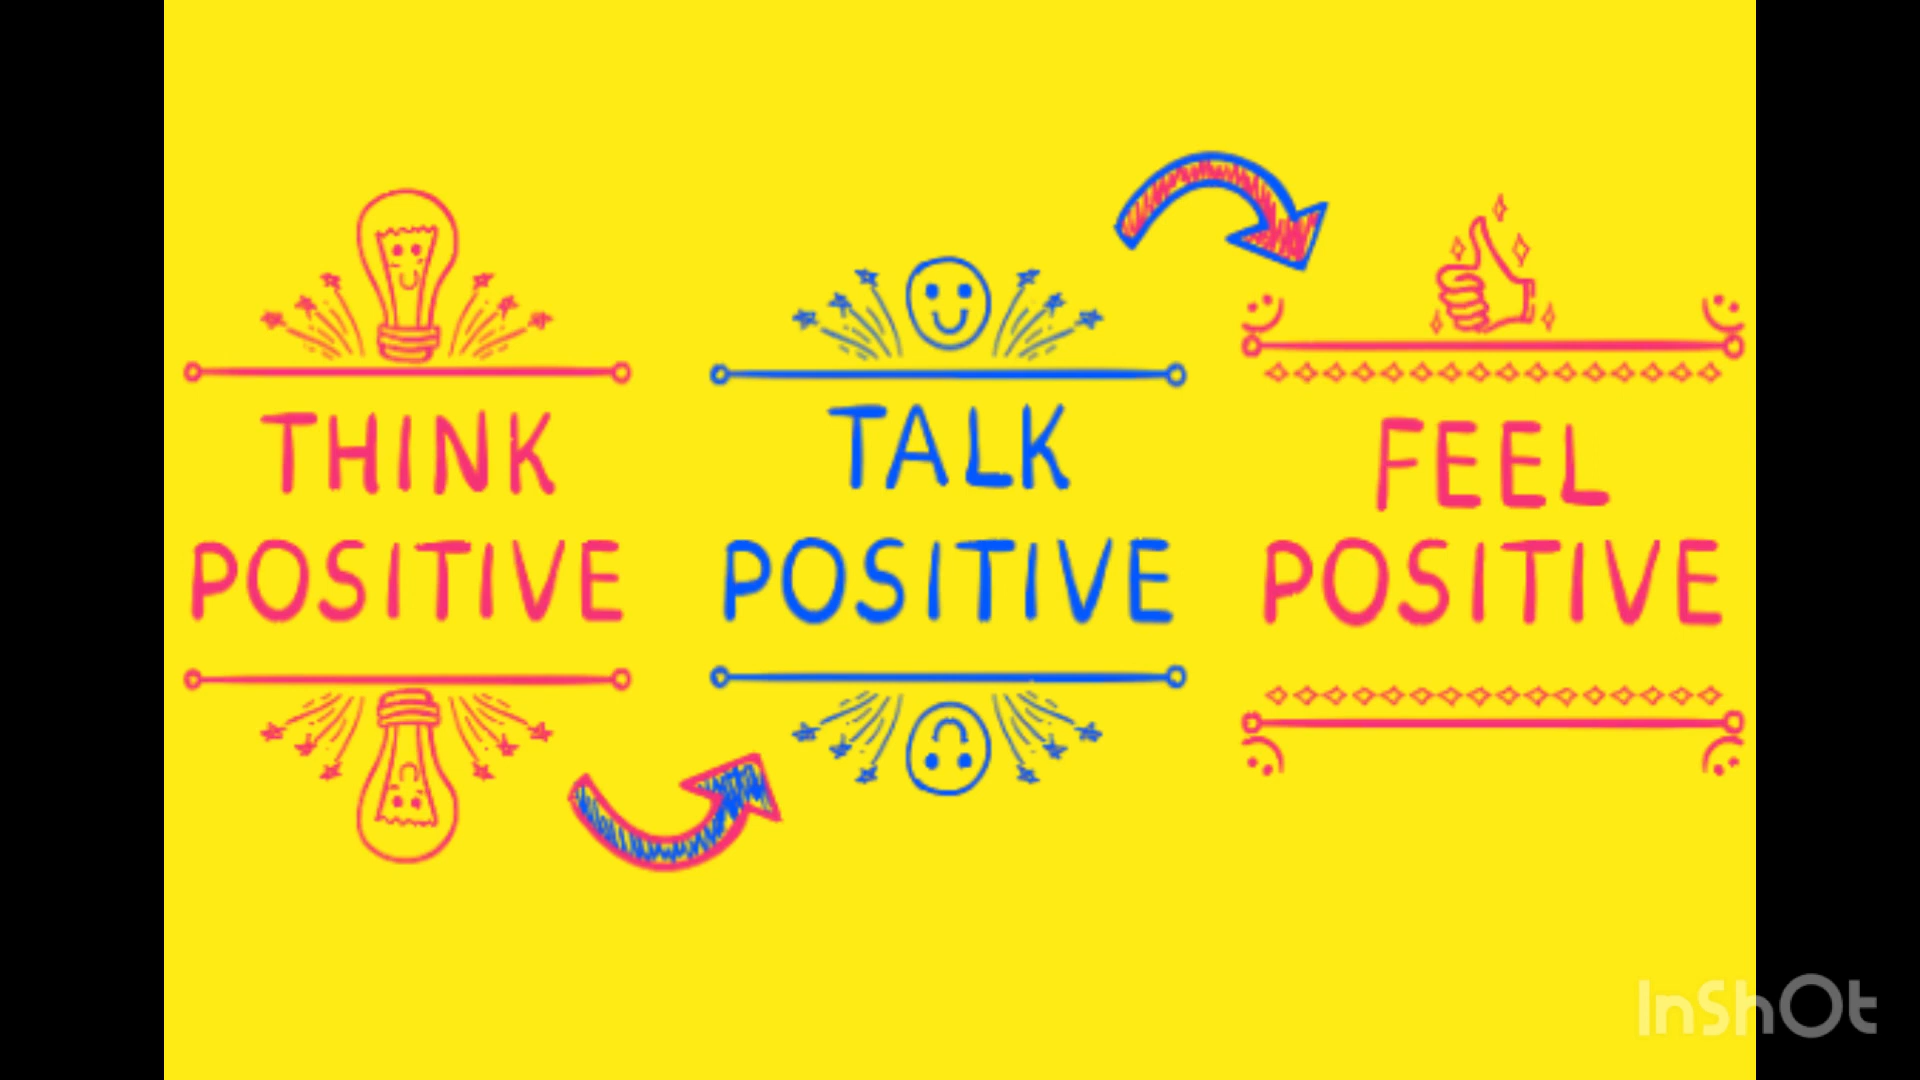 THINK
POSITIVE
TALK
POSITIVE
FEEL
POSITIVE
InShOt